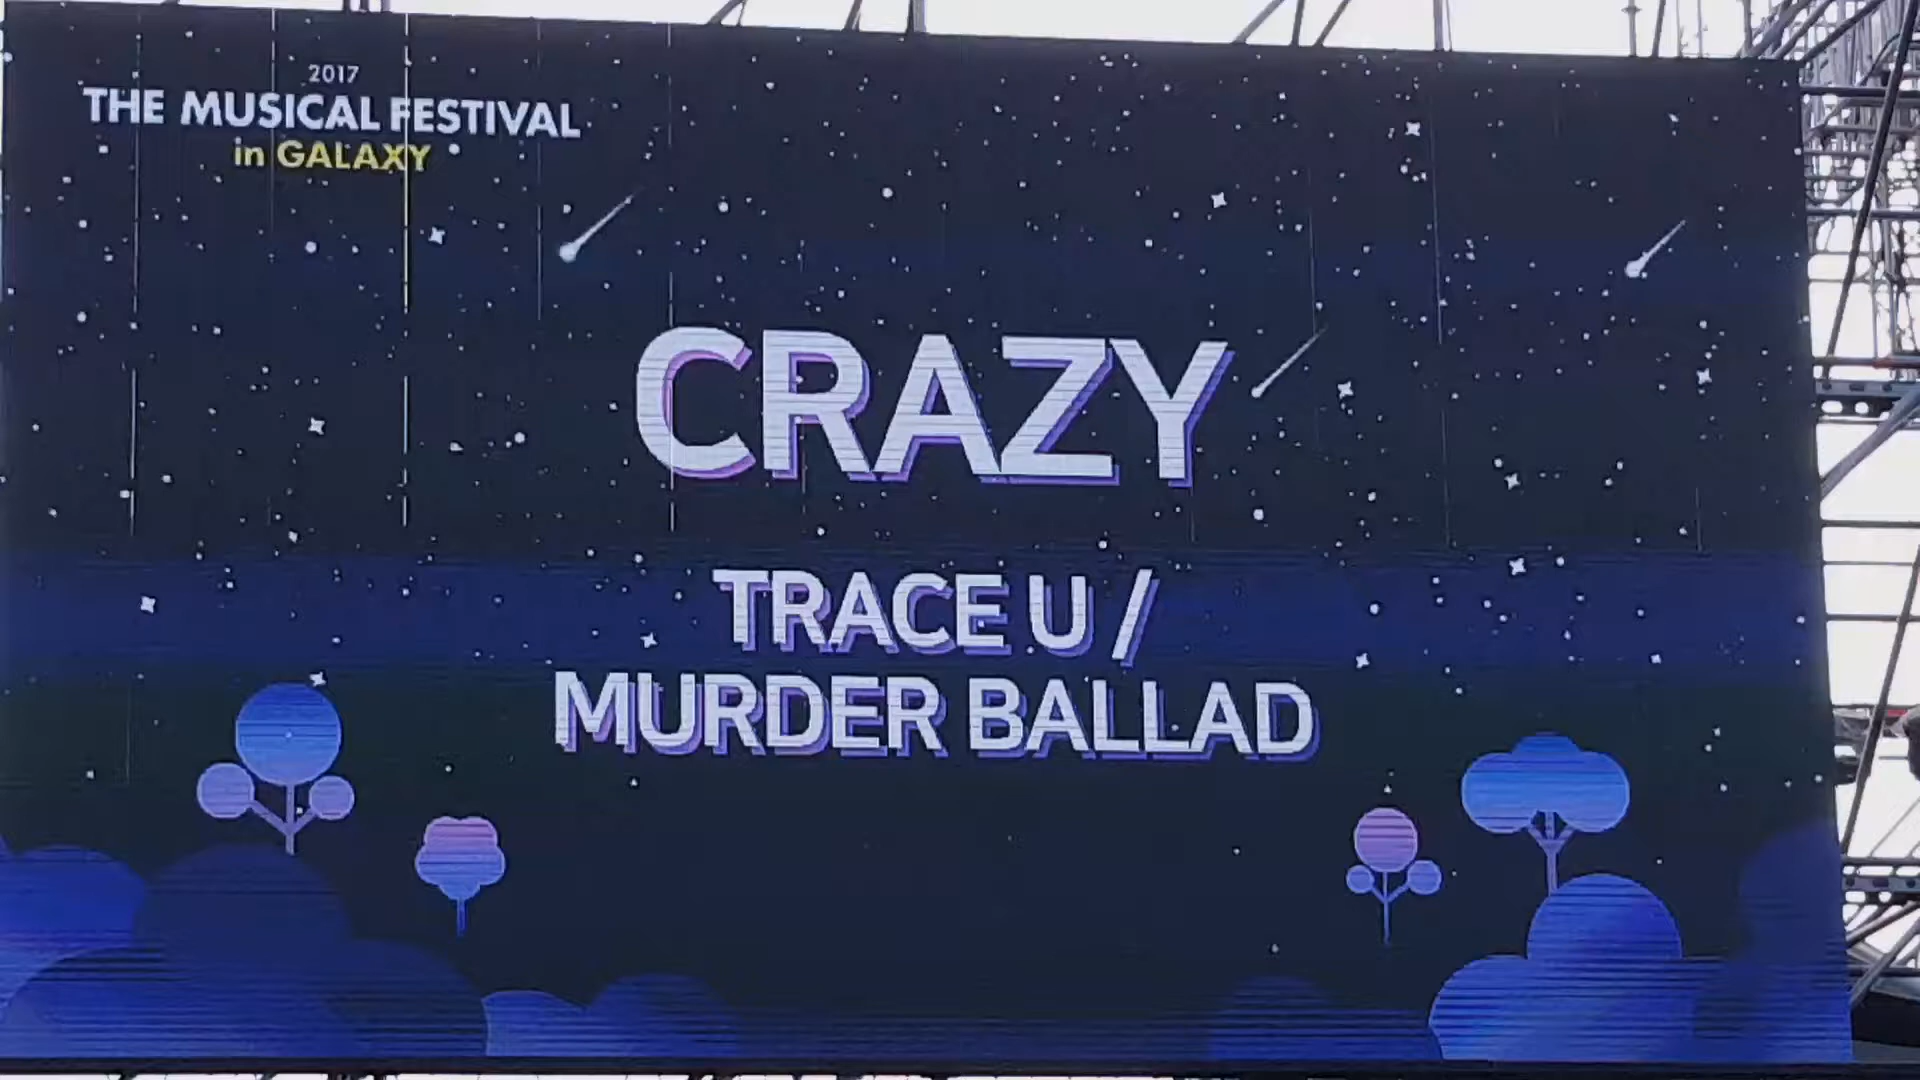 2017
THE MUSICAL FESTIVAL
in GALAXY
CRAZY
TRACE U /
MURDER BALLAD